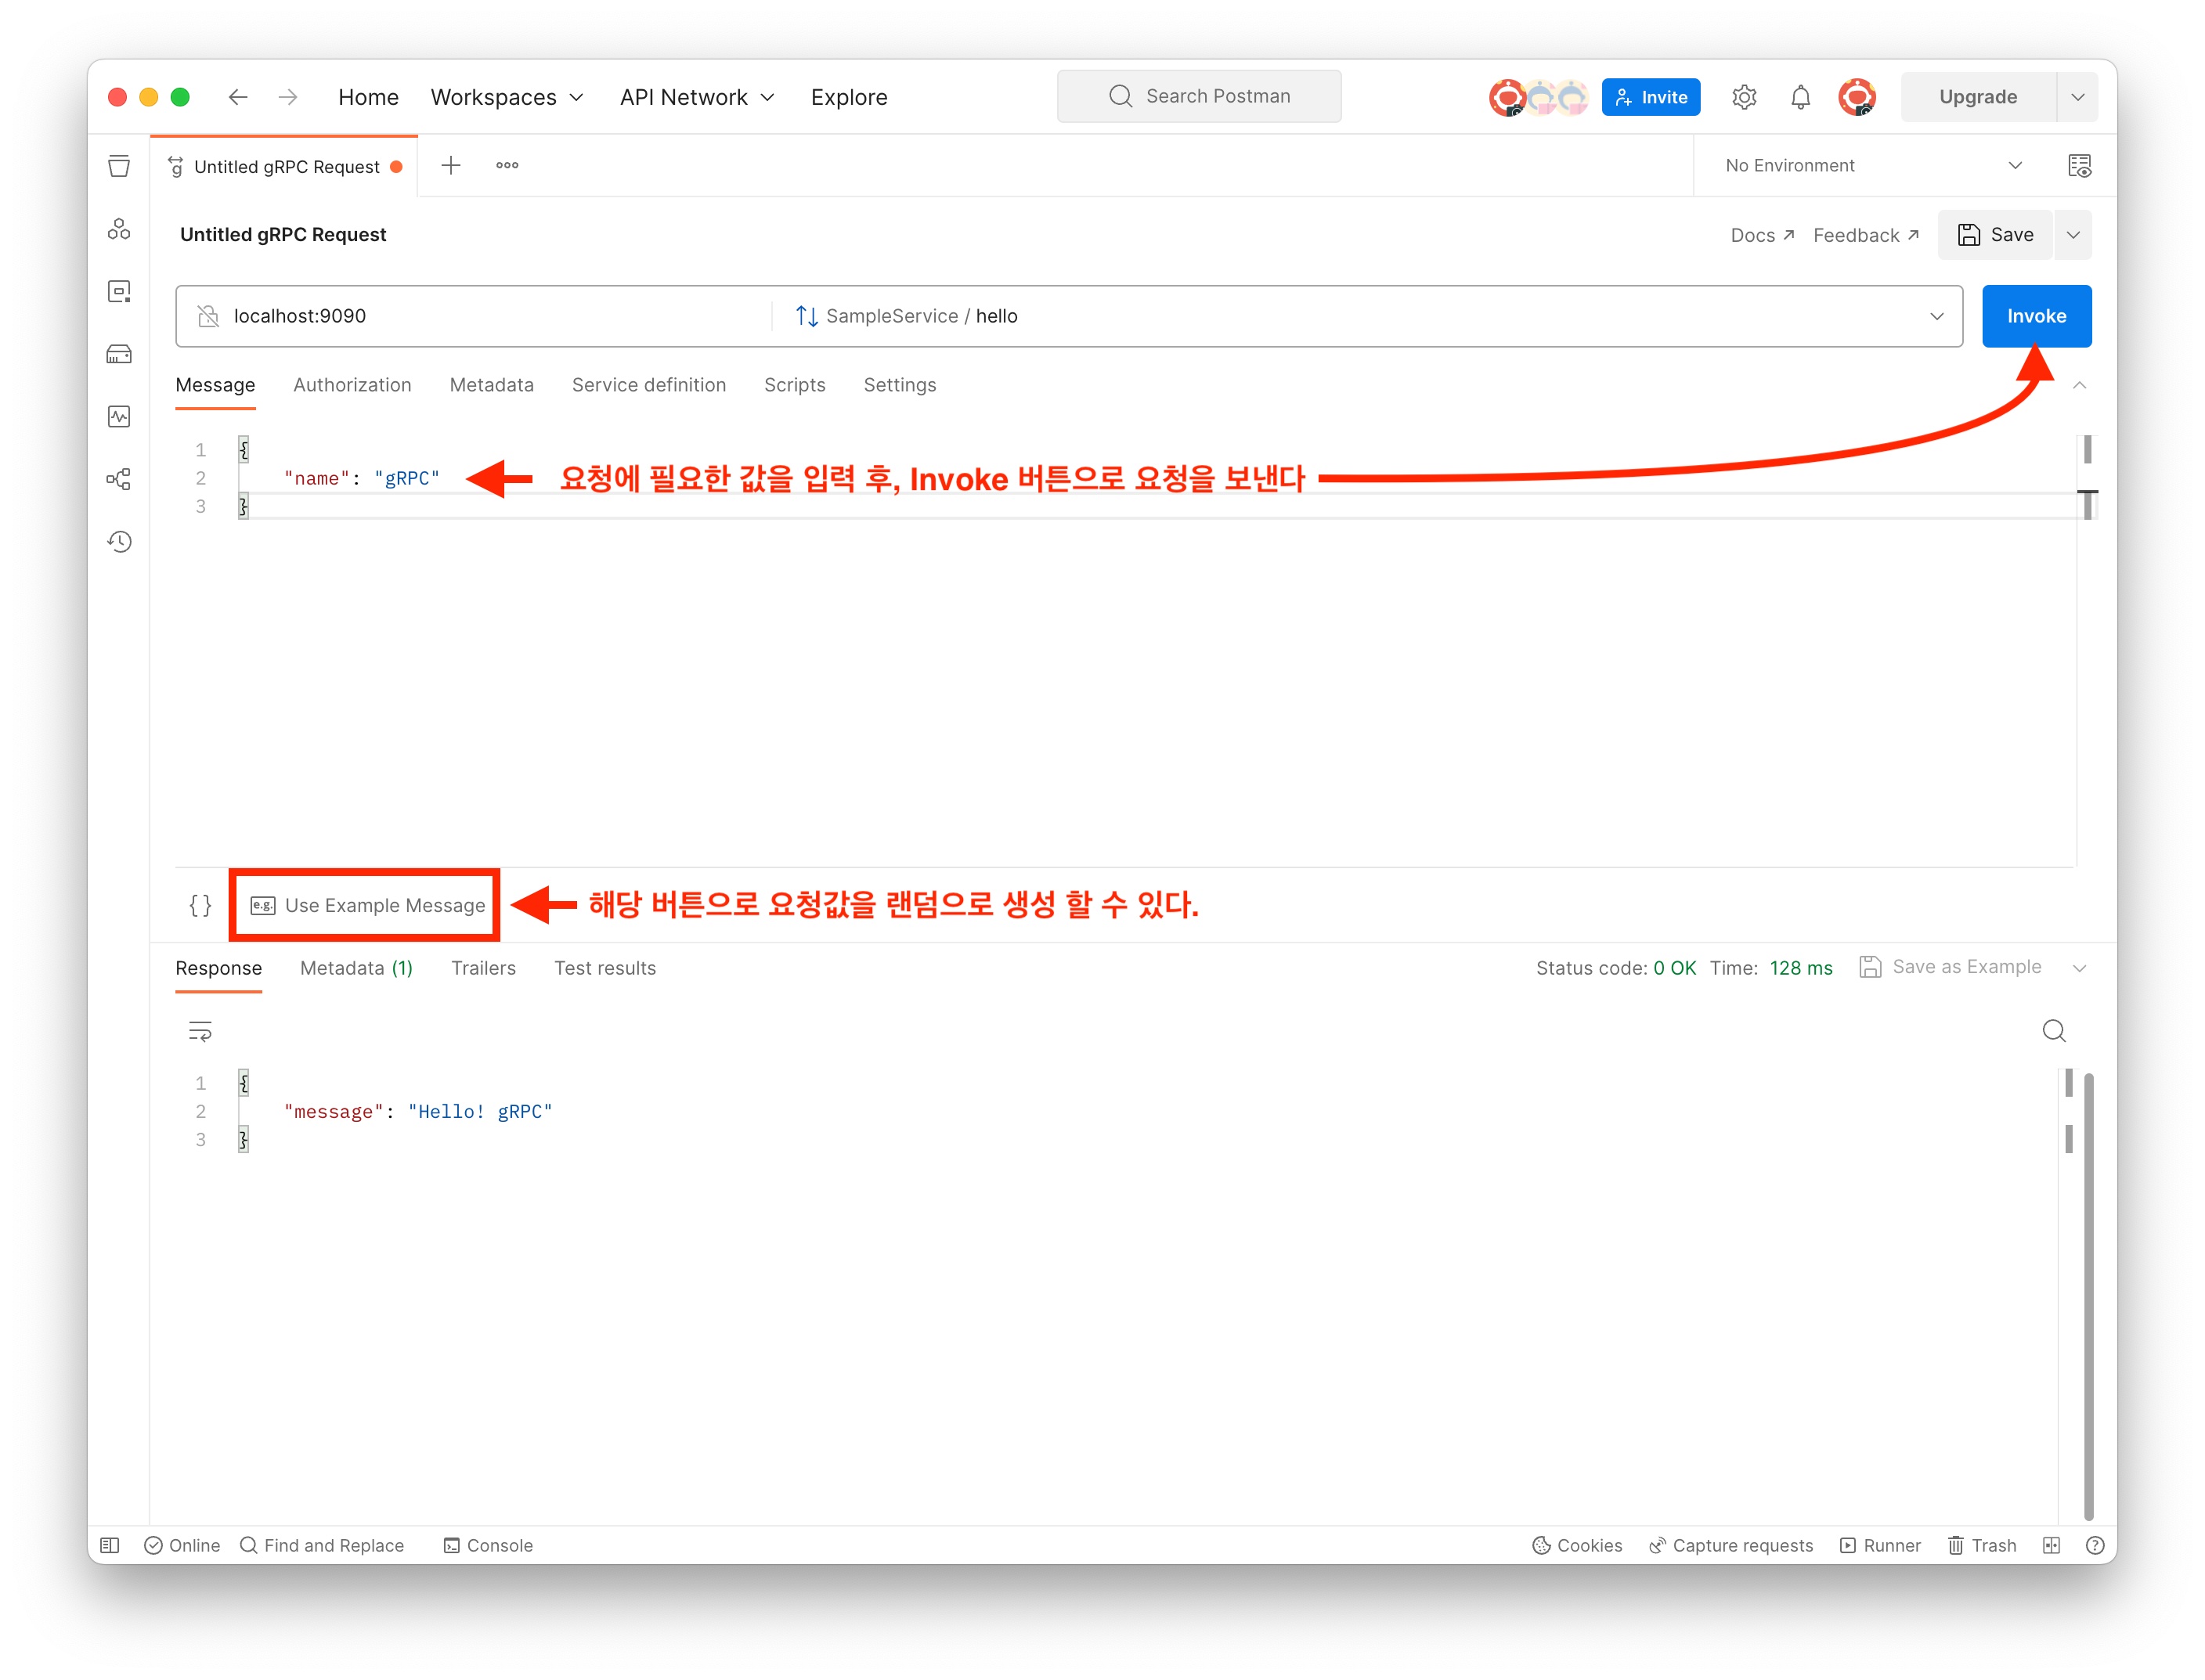 Home Workspaces API Network Explore Search Postman Invite Upgrade
Untitled gRPC Request No Environment
Untitled gRPC Request Docs Feedback Save
localhost:9090 SampleService / hello Invoke
Message Authorization Metadata Service definition Scripts Settings
1 {
2 "name": "gRPC" 요청에 필요한 값을 입력 후, Invoke 버튼으로 요청을 보낸다
3 }
{} e.g. Use Example Message 해당 버튼으로 요청값을 랜덤으로 생성 할 수 있다.
Response Metadata (1) Trailers Test results Status code: 0 OK Time: 128 ms Save as Example
1 {
2 "message": "Hello! gRPC"
3 }
Online Find and Replace Console Cookies Capture requests Runner Trash